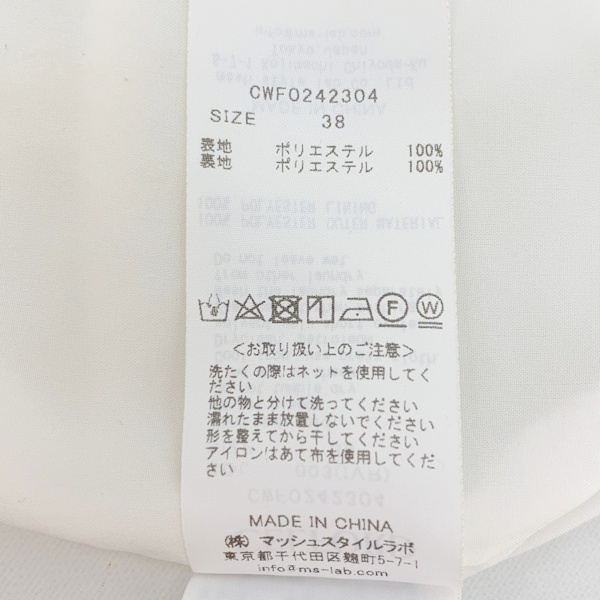 CWF0242304
SIZE 38
表地 ポリエステル 100%
裏地 ポリエステル 100%
F W
<お取り扱い上のご注意>
洗たくの際はネットを使用してく
ださい
他の物と分けて洗ってください
濡れたまま放置しないでください
形を整えてから干してください
アイロンはあて布を使用してくだ
さい
MADE IN CHINA
(株) マッシュスタイルラボ
東京都千代田区麹町5-7-1
info@ms-lab.com